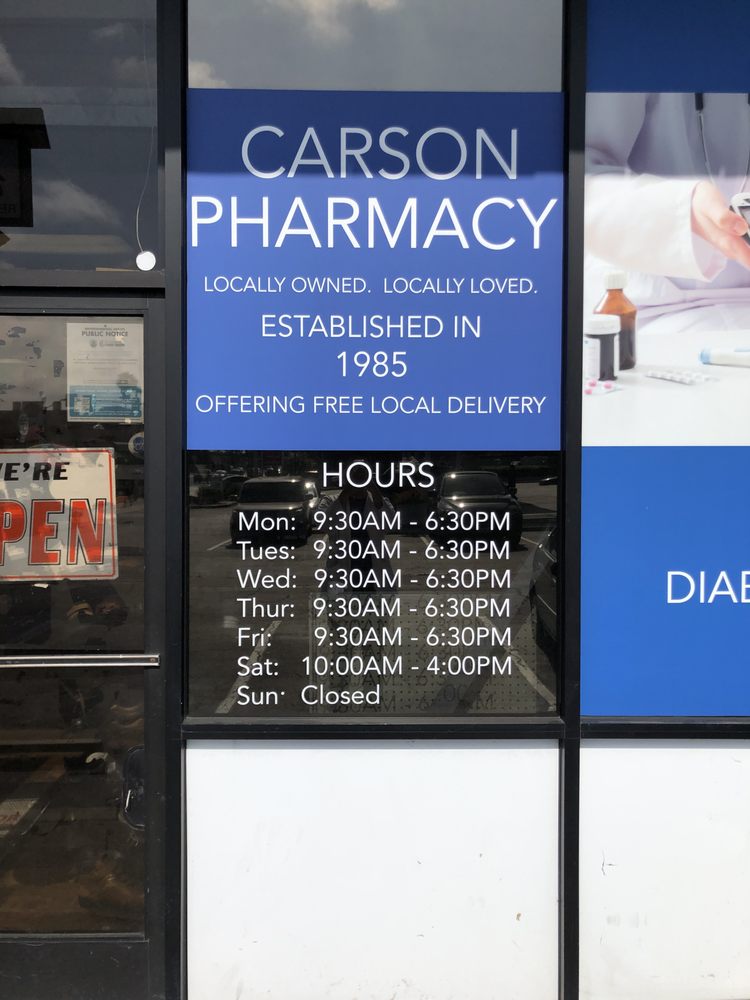 CARSON
PHARMACY
LOCALLY OWNED. LOCALLY LOVED.
ESTABLISHED IN
1985
OFFERING FREE LOCAL DELIVERY
HOURS
Mon: 9:30AM - 6:30PM
Tues: 9:30AM - 6:30PM
Wed: 9:30AM - 6:30PM
Thur: 9:30AM - 6:30PM
Fri: 9:30AM - 6:30PM
Sat: 10:00AM - 4:00PM
Sun· Closed
PUBLIC NOTICE
E'RE
PEN
DIAB